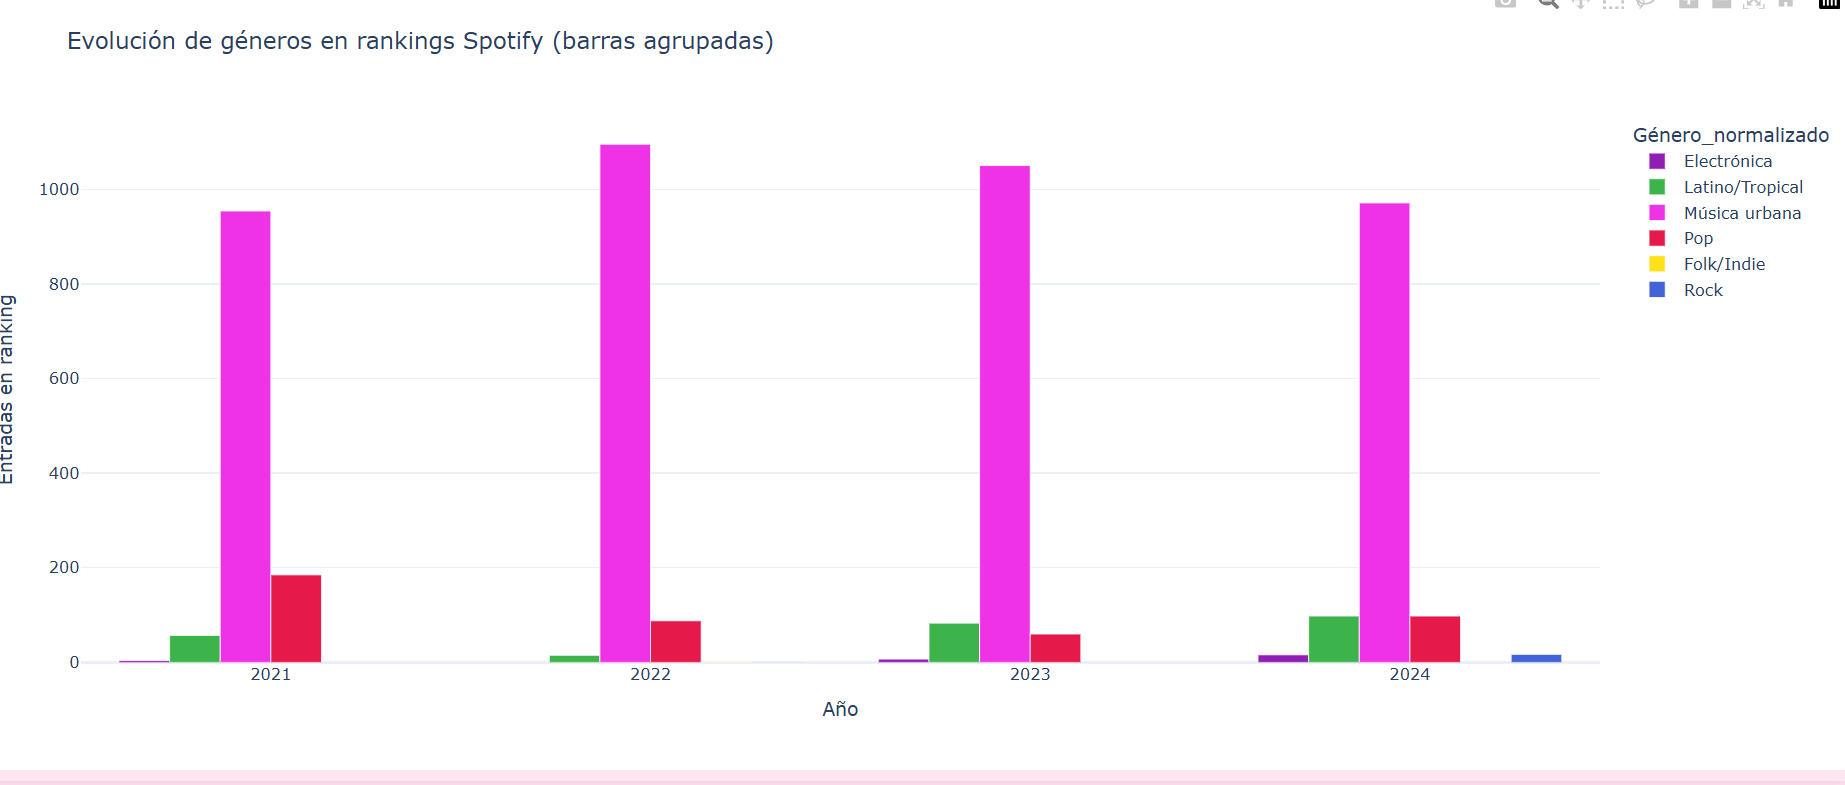 Evolución de géneros en rankings Spotify (barras agrupadas)
Género_normalizado
Electrónica
Latino/Tropical
Música urbana
Pop
Folk/Indie
Rock
Entradas en ranking
1000
800
600
400
200
0
2021
2022
2023
2024
Año